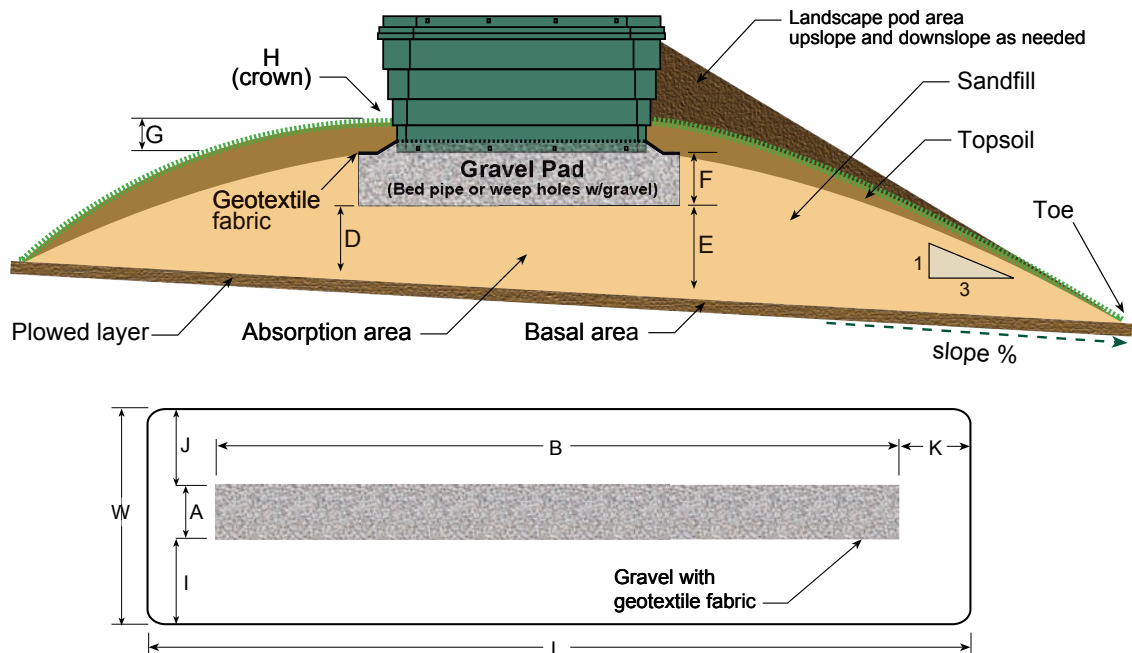 Landscape pod area
upslope and downslope as needed
H
(crown)
Sandfill
G
Topsoil
Gravel Pad
(Bed pipe or weep holes w/gravel)
F
Geotextile
fabric
Toe
D
E
1
3
Plowed layer
Absorption area
Basal area
slope %
J
B
K
W
A
I
Gravel with
geotextile fabric